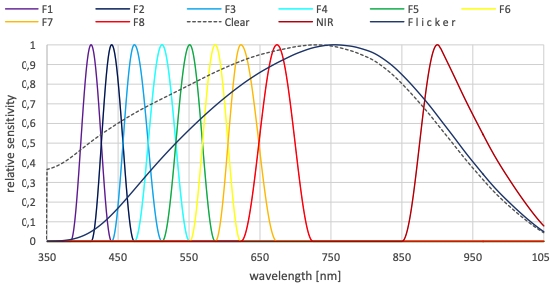 F1 F2 F3 F4 F5 F6
F7 F8 Clear NIR Flicker
1
0,9
0,8
0,7
0,6
0,5
0,4
0,3
0,2
0,1
0
relative sensitivity
350 450 550 650 750 850 950 105
wavelength [nm]